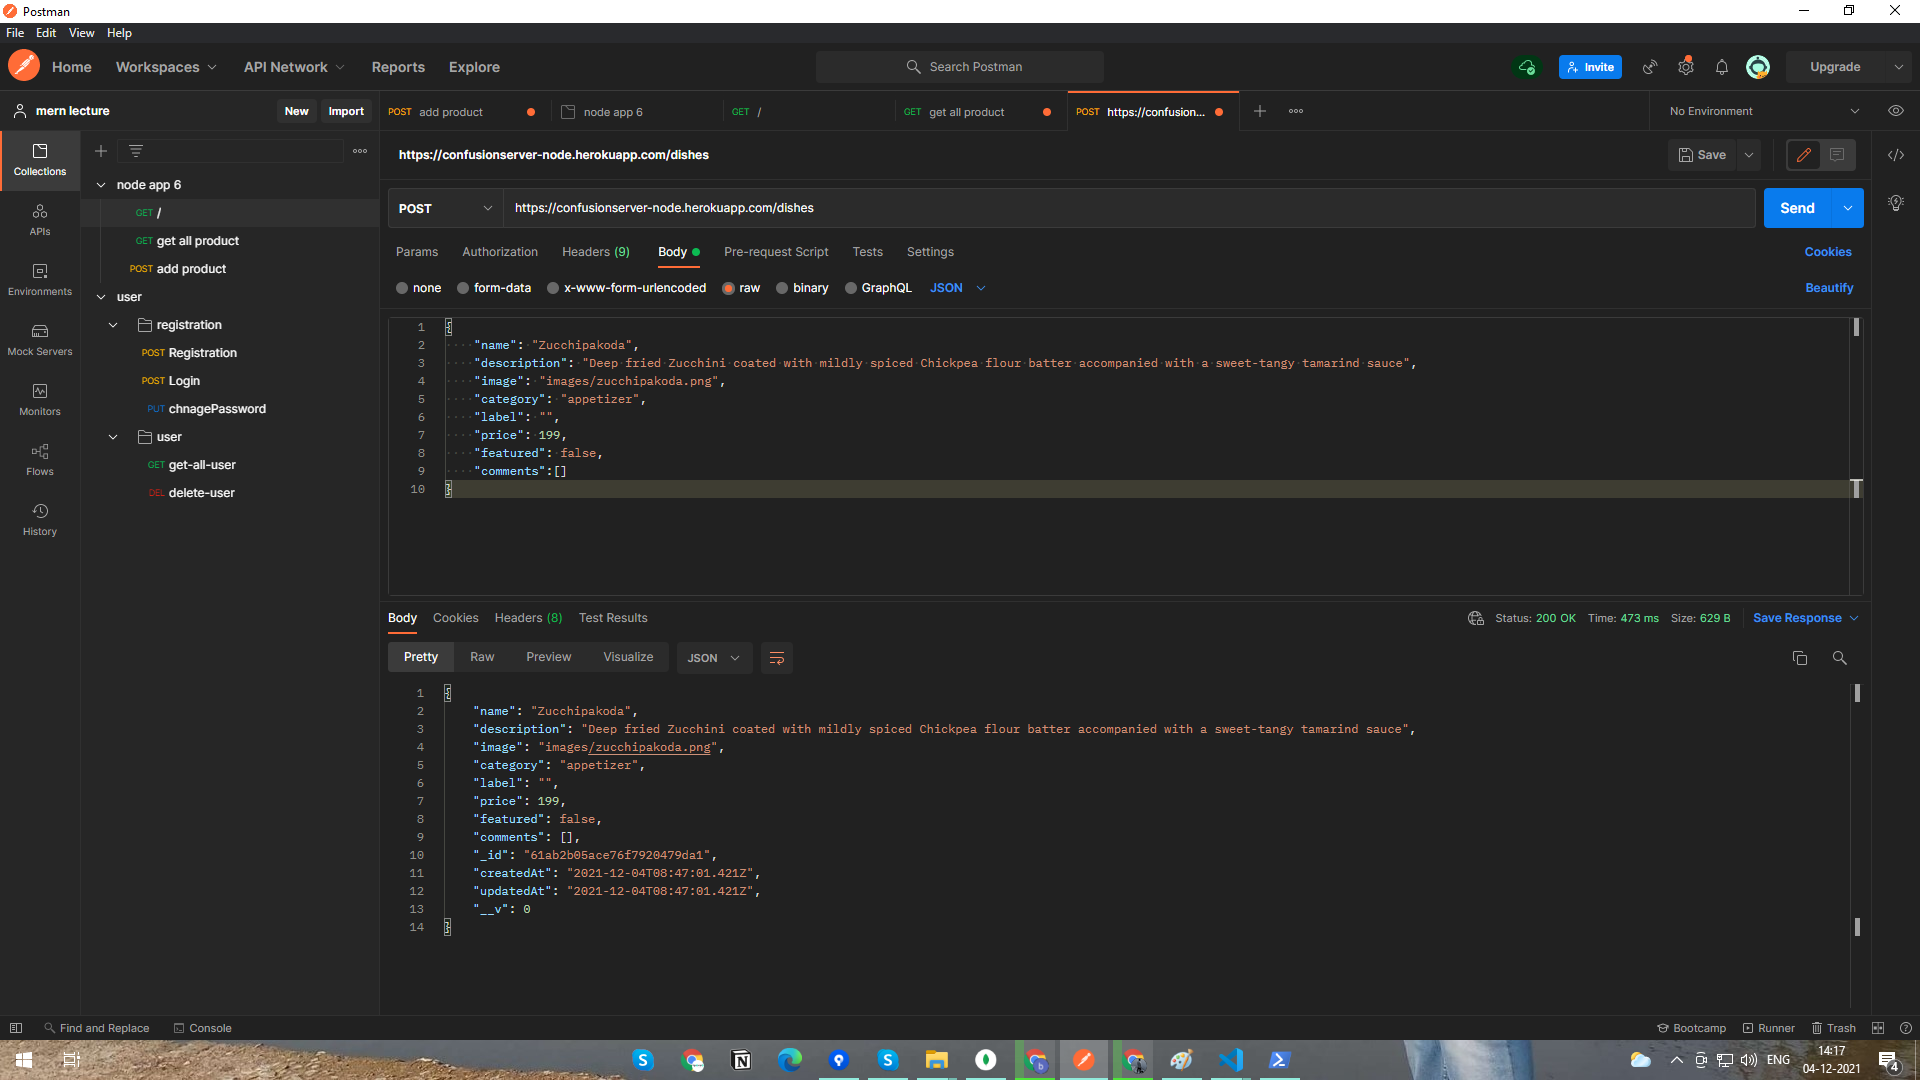 Postman
File Edit View Help
Home Workspaces API Network Reports Explore Search Postman Invite Upgrade
mern lecture New Import POST add product node app 6 GET / GET get all product POST https://confusion... No Environment
Collections
APIs
Environments
Mock Servers
Monitors
Flows
History
node app 6
GET /
GET get all product
POST add product
user
registration
POST Registration
POST Login
PUT chnagePassword
user
GET get-all-user
DEL delete-user
https://confusionserver-node.herokuapp.com/dishes Save
POST https://confusionserver-node.herokuapp.com/dishes Send
Params Authorization Headers (9) Body Pre-request Script Tests Settings Cookies
none form-data x-www-form-urlencoded raw binary GraphQL JSON Beautify
1 {
2 "name": "Zucchipakoda",
3 "description": "Deep fried Zucchini coated with mildly spiced Chickpea flour batter accompanied with a sweet-tangy tamarind sauce",
4 "image": "images/zucchipakoda.png",
5 "category": "appetizer",
6 "label": "",
7 "price": 199,
8 "featured": false,
9 "comments":[]
10 }
Body Cookies Headers (8) Test Results Status: 200 OK Time: 473 ms Size: 629 B Save Response
Pretty Raw Preview Visualize JSON
1 {
2 "name": "Zucchipakoda",
3 "description": "Deep fried Zucchini coated with mildly spiced Chickpea flour batter accompanied with a sweet-tangy tamarind sauce",
4 "image": "images/zucchipakoda.png",
5 "category": "appetizer",
6 "label": "",
7 "price": 199,
8 "featured": false,
9 "comments": [],
10 "_id": "61ab2b05ace76f7920479da1",
11 "createdAt": "2021-12-04T08:47:01.421Z",
12 "updatedAt": "2021-12-04T08:47:01.421Z",
13 "__v": 0
14 }
Find and Replace Console Bootcamp Runner Trash
ENG 14:17
04-12-2021 4